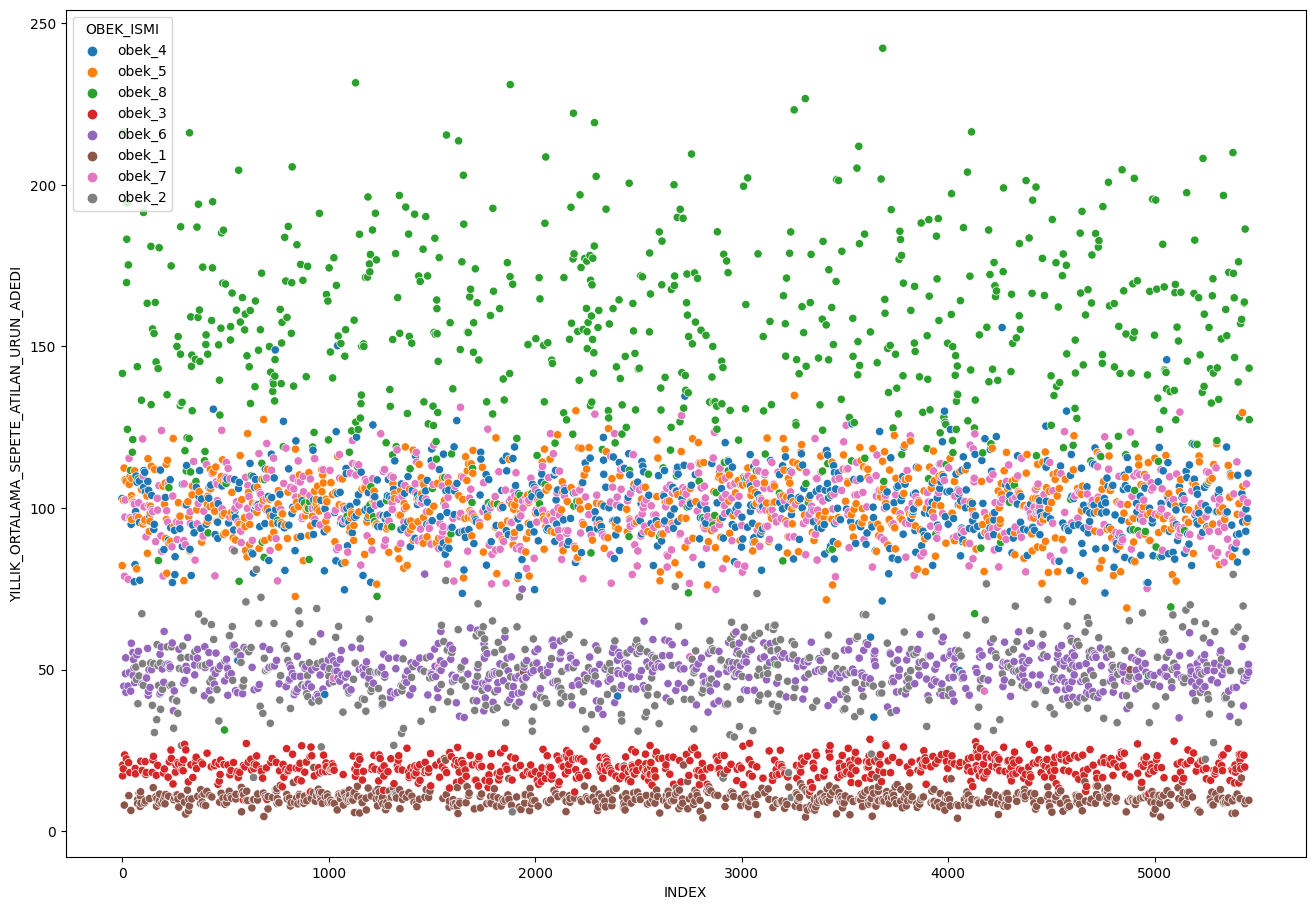 OBEK_ISMI
obek_4
obek_5
obek_8
obek_3
obek_6
obek_1
obek_7
obek_2
YILLIK_ORTALAMA_SEPETE_ATILAN_URUN_ADEDI
250
200
150
100
50
0
0 1000 2000 3000 4000 5000
INDEX